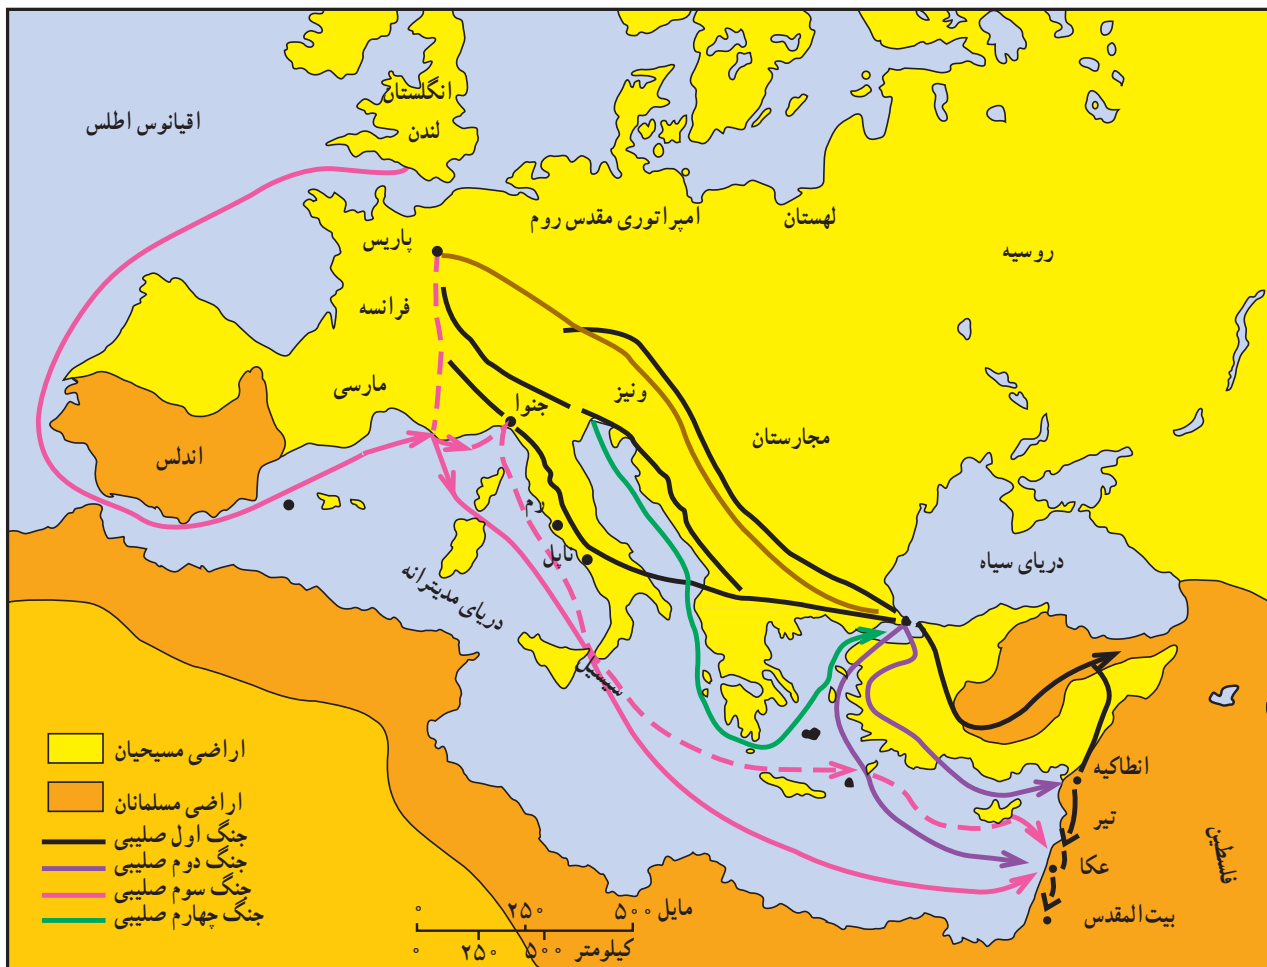 انگلستان
لندن
اقیانوس اطلس
امپراتوری مقدس روم
لهستان
روسیه
پاریس
فرانسه
مارسی
جنوا
ونیز
مجارستان
اندلس
رم
ناپل
دریای مدیترانه
سیسیل
دریای سیاه
انطاکیه
تیر
عکا
فلسطین
بیت‌المقدس
اراضی مسیحیان
اراضی مسلمانان
جنگ اول صلیبی
جنگ دوم صلیبی
جنگ سوم صلیبی
جنگ چهارم صلیبی
۰ ۲۵۰ ۵۰۰ مایل
۰ ۲۵۰ ۵۰۰ کیلومتر